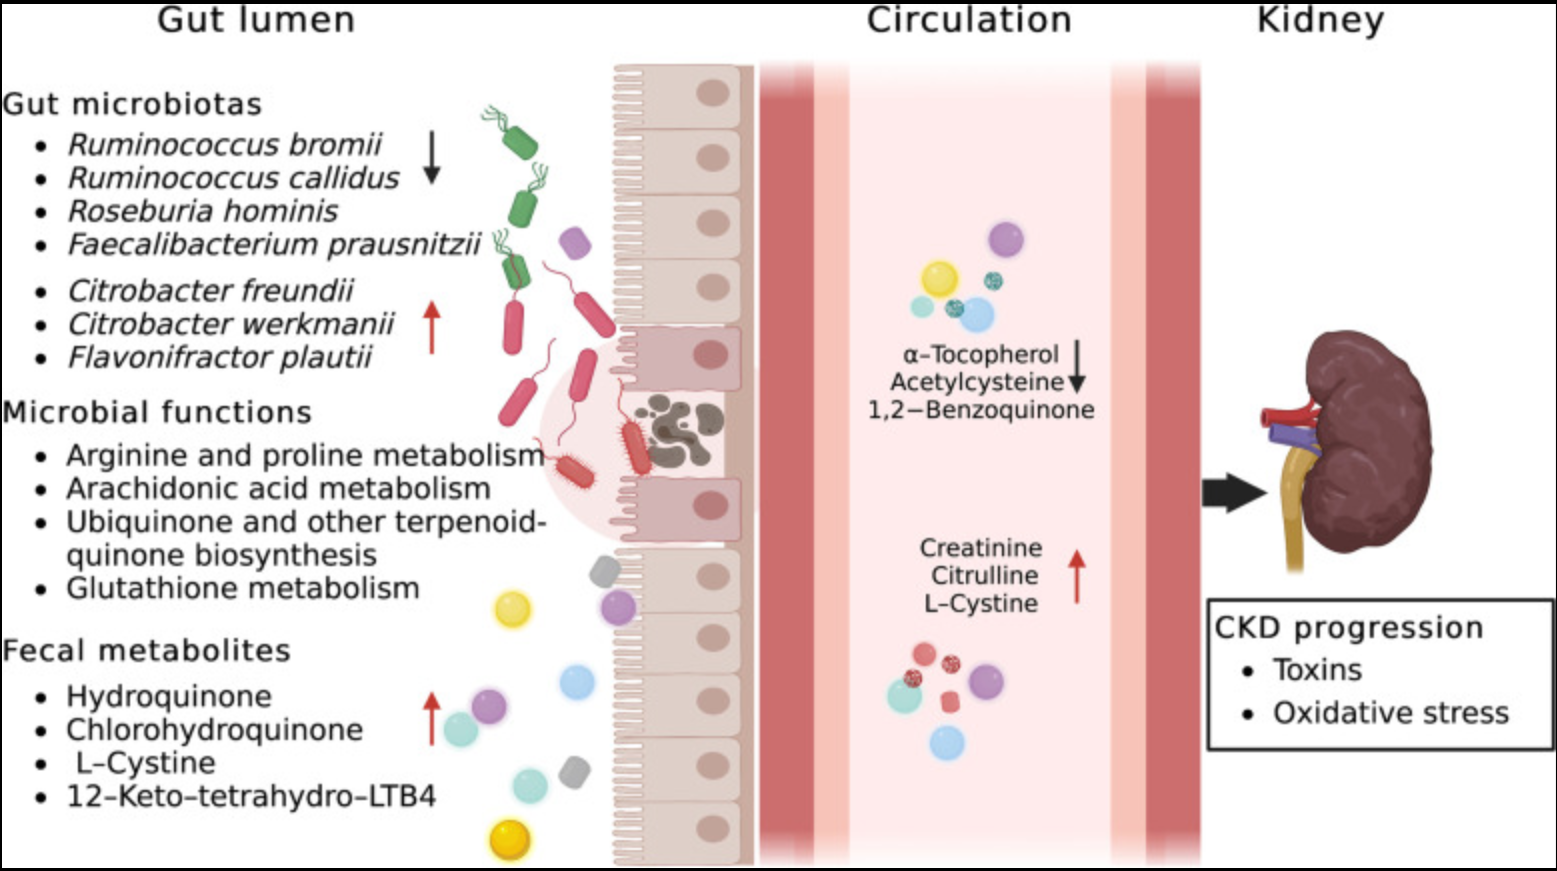 Gut lumen
Circulation
Kidney
Gut microbiotas
• Ruminococcus bromii
• Ruminococcus callidus
• Roseburia hominis
• Faecalibacterium prausnitzii
• Citrobacter freundii
• Citrobacter werkmanii
• Flavonifractor plautii
Microbial functions
• Arginine and proline metabolism
• Arachidonic acid metabolism
• Ubiquinone and other terpenoid-
quinone biosynthesis
• Glutathione metabolism
Fecal metabolites
• Hydroquinone
• Chlorohydroquinone
• L–Cystine
• 12–Keto–tetrahydro–LTB4
α–Tocopherol
Acetylcysteine
1,2–Benzoquinone
Creatinine
Citrulline
L–Cystine
CKD progression
• Toxins
• Oxidative stress